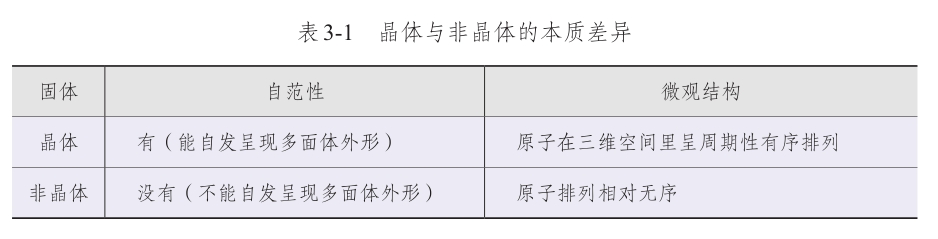 表 3-1 晶体与非晶体的本质差异
固体 自范性 微观结构
晶体 有（能自发呈现多面体外形） 原子在三维空间里呈周期性有序排列
非晶体 没有（不能自发呈现多面体外形） 原子排列相对无序